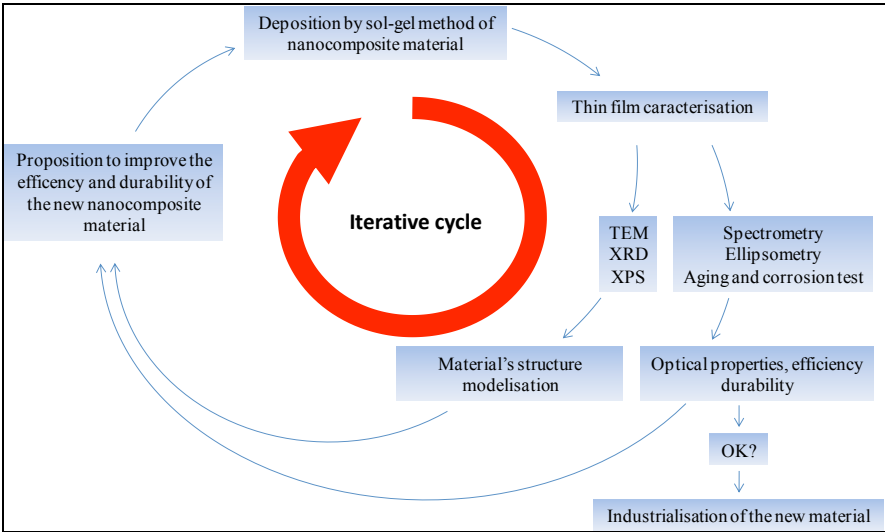 Deposition by sol-gel method of
nanocomposite material
Thin film caracterisation
Proposition to improve the
efficency and durability of
the new nanocomposite
material
Iterative cycle
TEM
XRD
XPS
Spectrometry
Ellipsometry
Aging and corrosion test
Material's structure
modelisation
Optical properties, efficiency
durability
OK?
Industrialisation of the new material